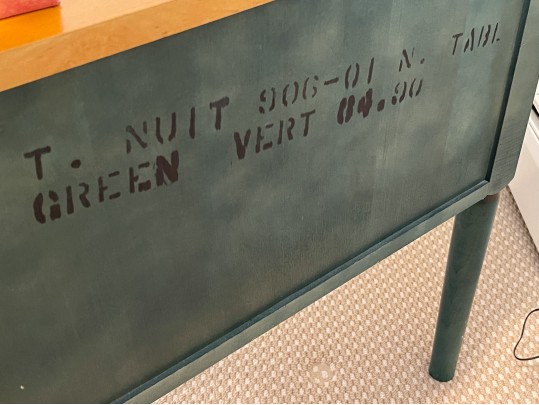 T. NUIT 906-01 N. TABL
GREEN VERT 84.90